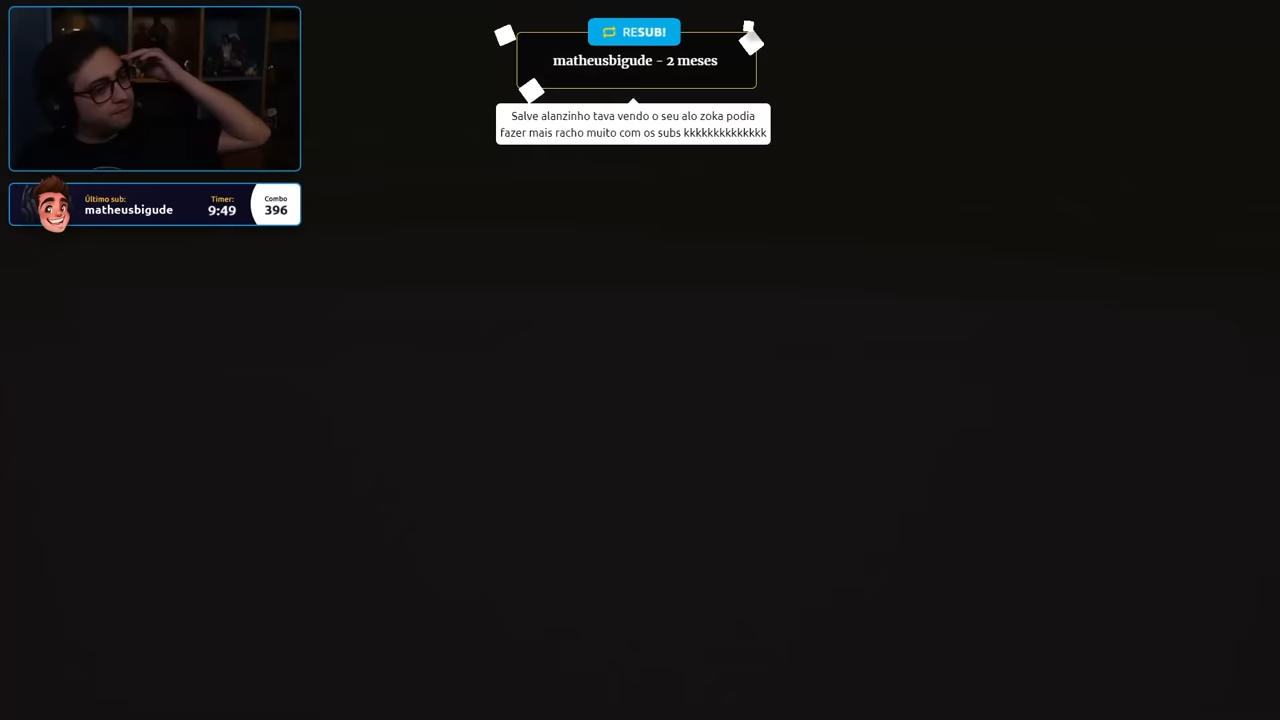 RESUB!
matheusbigude - 2 meses
Salve alanzinho tava vendo o seu alo zoka podia
fazer mais racho muito com os subs kkkkkkkkkkkkkk
Último sub:
matheusbigude
Timer:
9:49
Combo
396